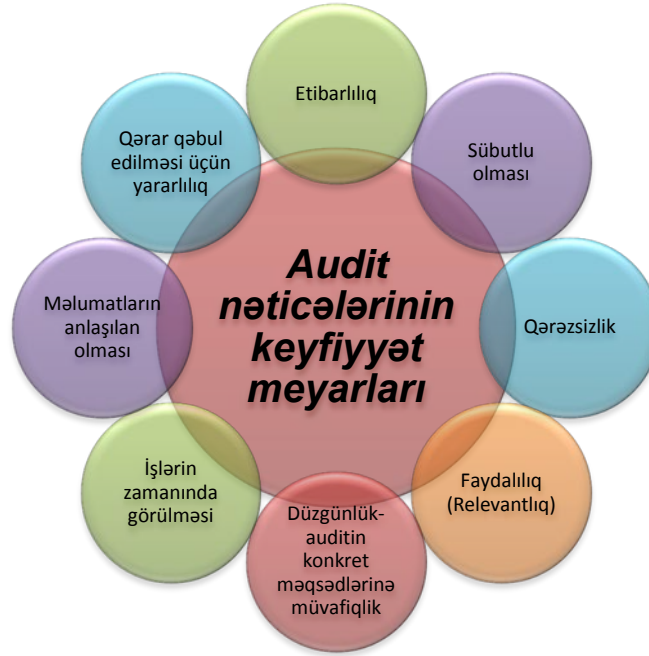 Etibarlılıq
Sübutlu
olması
Qərəzsizlik
Faydalılıq
(Relevantlıq)
Düzgünlük-
auditin
konkret
məqsədlərinə
müvafiqlik
İşlərin
zamanında
görülməsi
Məlumatların
anlaşılan
olması
Qərar qəbul
edilməsi üçün
yararlılıq
Audit
nəticələrinin
keyfiyyət
meyarları